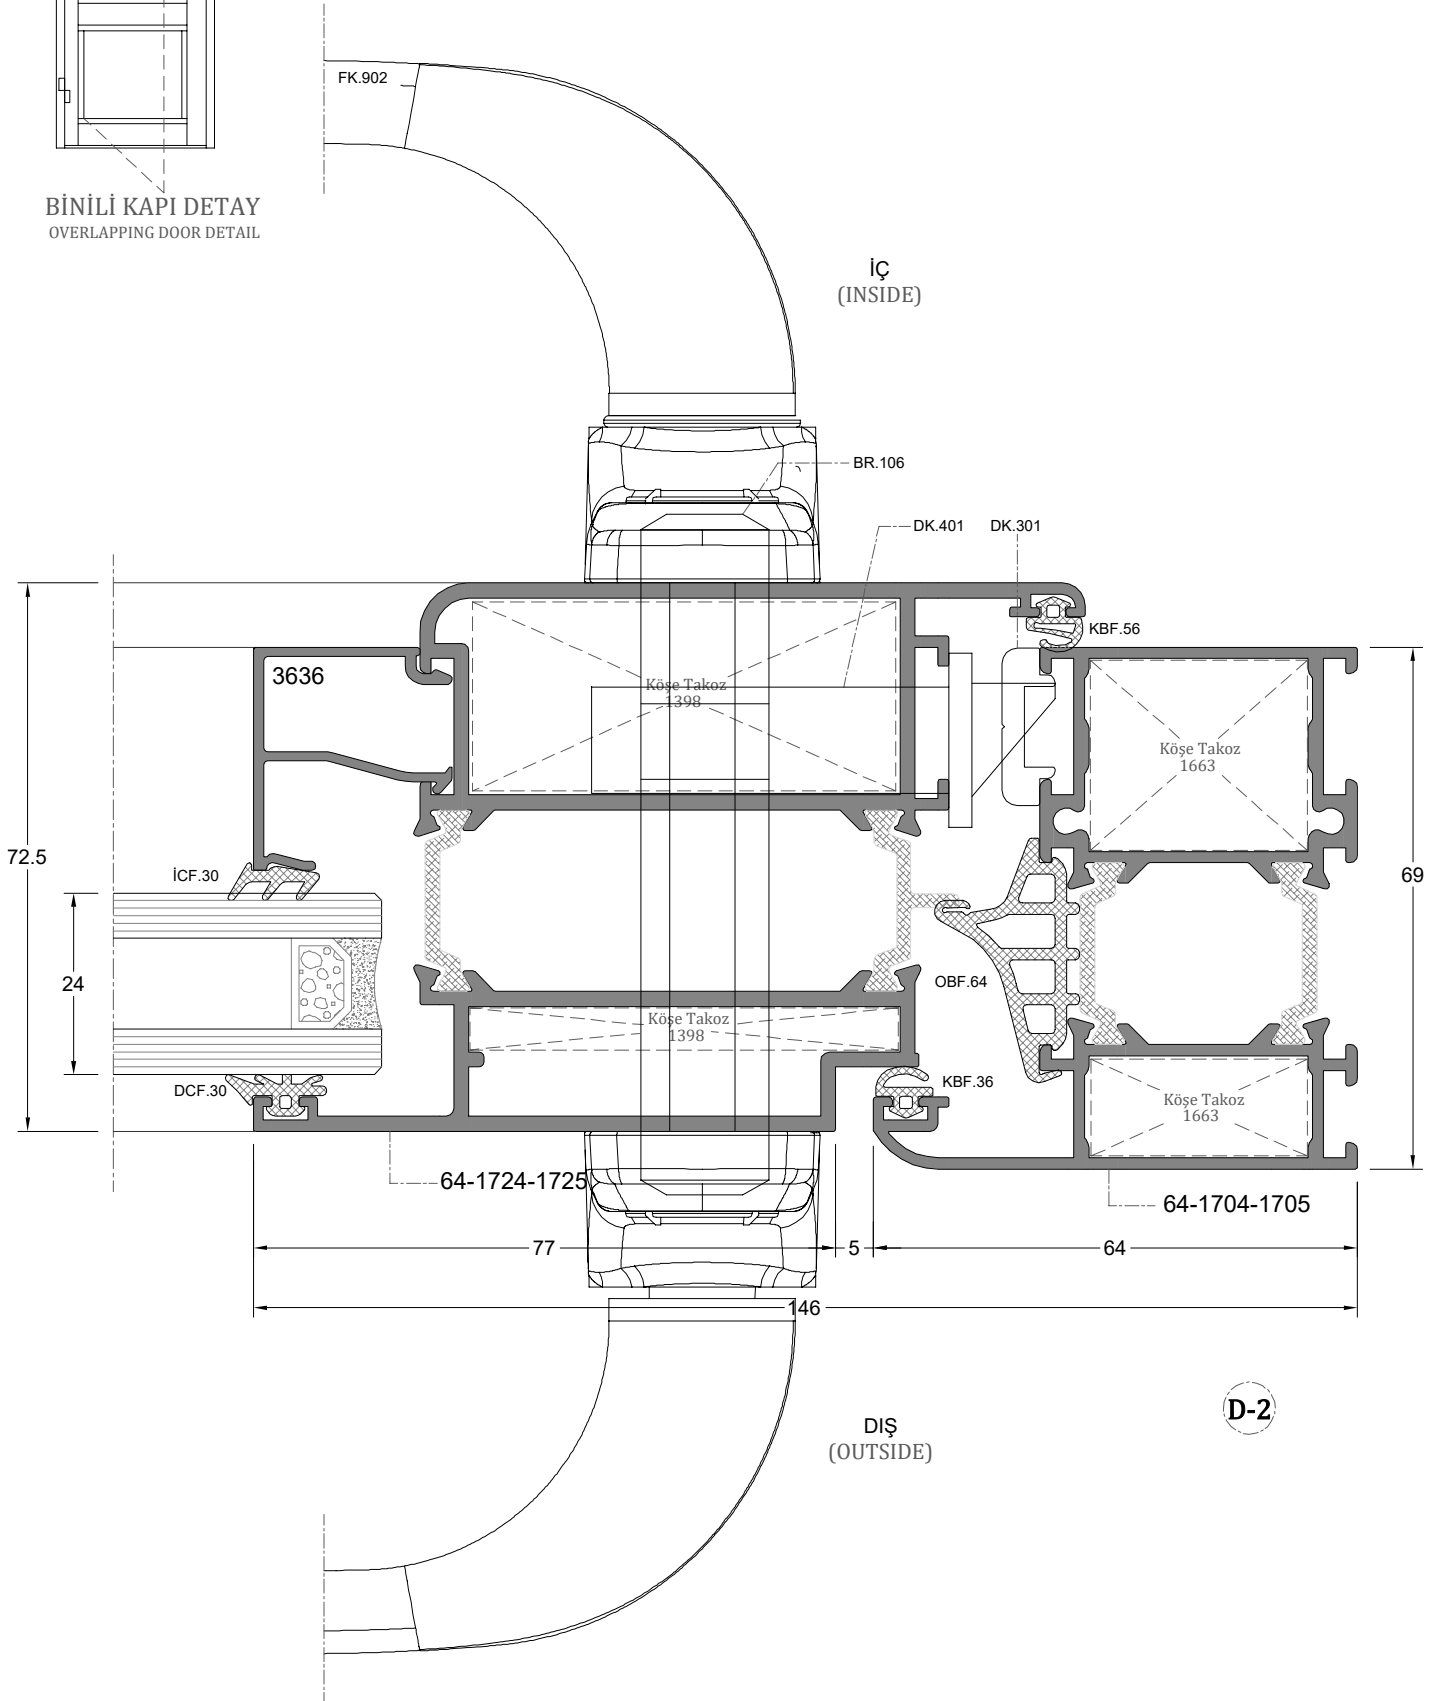 FK.902
BİNİLİ KAPI DETAY
OVERLAPPING DOOR DETAIL
İÇ
(INSIDE)
BR.106
DK.401
DK.301
KBF.56
3636
Köşe Takoz
1398
Köşe Takoz
1663
72.5
İCF.30
69
24
OBF.64
Köşe Takoz
1398
DCF.30
KBF.36
Köşe Takoz
1663
64-1724-1725
64-1704-1705
77
5
64
146
D-2
DIŞ
(OUTSIDE)